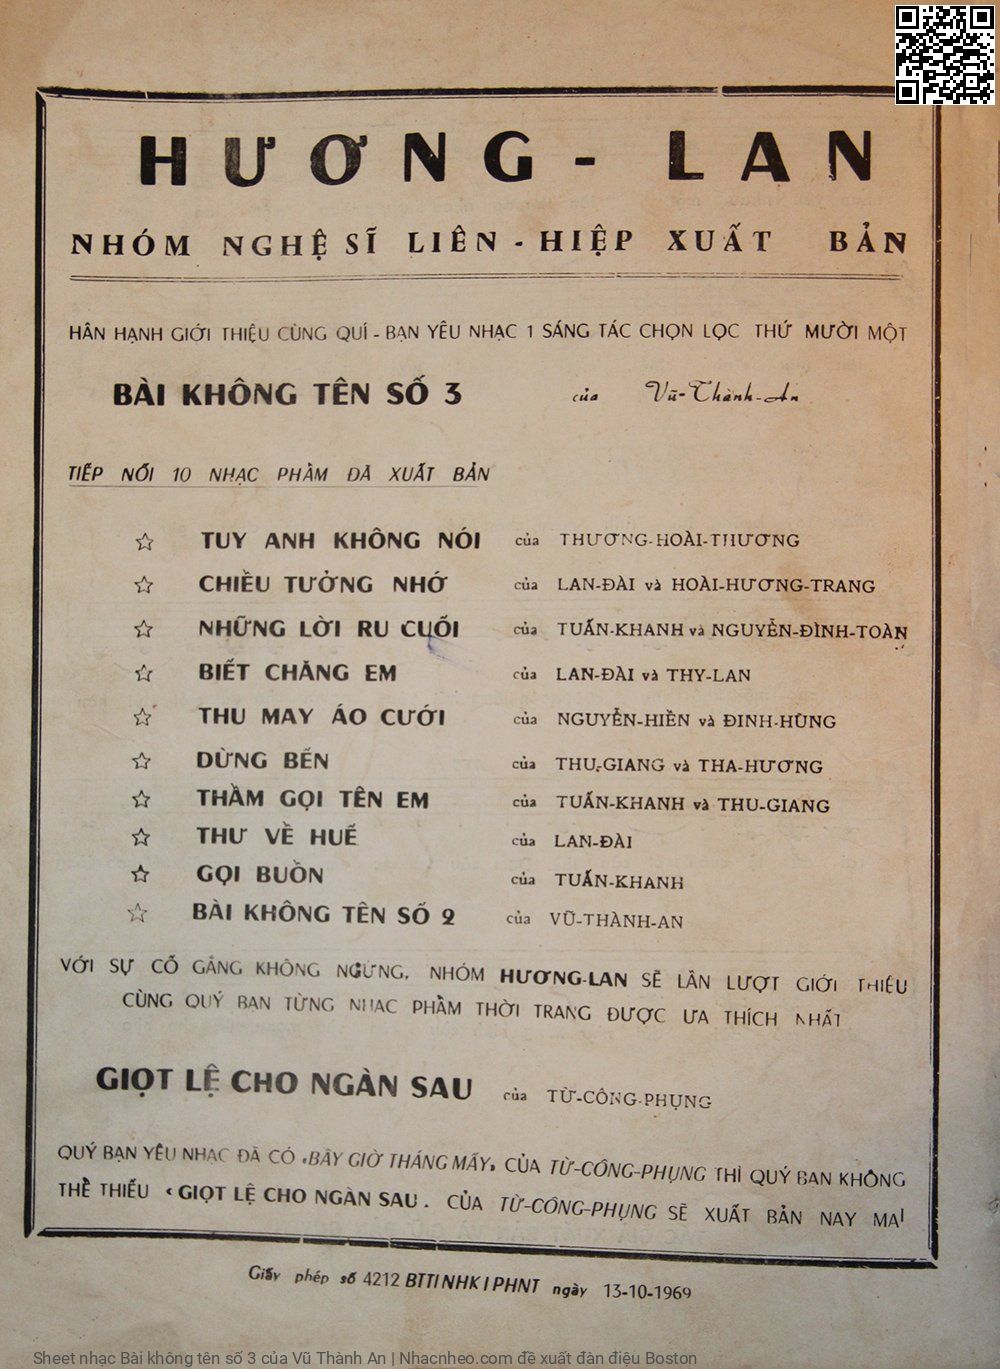 HƯƠNG - LAN
NHÓM NGHỆ SĨ LIÊN - HIỆP XUẤT BẢN
HÂN HẠNH GIỚI THIỆU CÙNG QUÍ - BẠN YÊU NHẠC 1 SÁNG TÁC CHỌN LỌC THỨ MƯỜI MỘT
BÀI KHÔNG TÊN SỐ 3 của Vũ-Thành-An
TIẾP NỐI 10 NHẠC PHẨM ĐÃ XUẤT BẢN
☆ TUY ANH KHÔNG NÓI của THƯƠNG-HOÀI-THƯƠNG
☆ CHIỀU TƯỞNG NHỚ của LAN-ĐÀI và HOÀI-HƯƠNG-TRANG
☆ NHỮNG LỜI RU CUỐI của TUẤN-KHANH và NGUYỄN-ĐÌNH-TOÀN
☆ BIẾT CHĂNG EM của LAN-ĐÀI và THY-LAN
☆ THU MAY ÁO CƯỚI của NGUYỄN-HIỀN và ĐINH-HÙNG
☆ DỪNG BẾN của THU-GIANG và THA-HƯƠNG
☆ THẦM GỌI TÊN EM của TUẤN-KHANH và THU-GIANG
☆ THƯ VỀ HUẾ của LAN-ĐÀI
☆ GỌI BUỒN của TUẤN-KHANH
☆ BÀI KHÔNG TÊN SỐ 2 của VŨ-THÀNH-AN
VỚI SỰ CỐ GẮNG KHÔNG NGỪNG, NHÓM HƯƠNG-LAN SẼ LẦN LƯỢT GIỚI THIỆU
CÙNG QUÝ BẠN TỪNG NHẠC PHẨM THỜI TRANG ĐƯỢC ƯA THÍCH NHẤT
GIỌT LỆ CHO NGÀN SAU của TỪ-CÔNG-PHỤNG
QUÝ BẠN YÊU NHẠC ĐÃ CÓ «BÂY GIỜ THÁNG MẤY» CỦA TỪ-CÔNG-PHỤNG THÌ QUÝ BẠN KHÔNG
THỂ THIẾU « GIỌT LỆ CHO NGÀN SAU . CỦA TỪ-CÔNG-PHỤNG SẼ XUẤT BẢN NAY MAI
Giấy phép số 4212 BTTINHKIPHNT ngày 13-10-1969
Sheet nhạc Bài không tên số 3 của Vũ Thành An | Nhacnheo.com đề xuất đàn điệu Boston